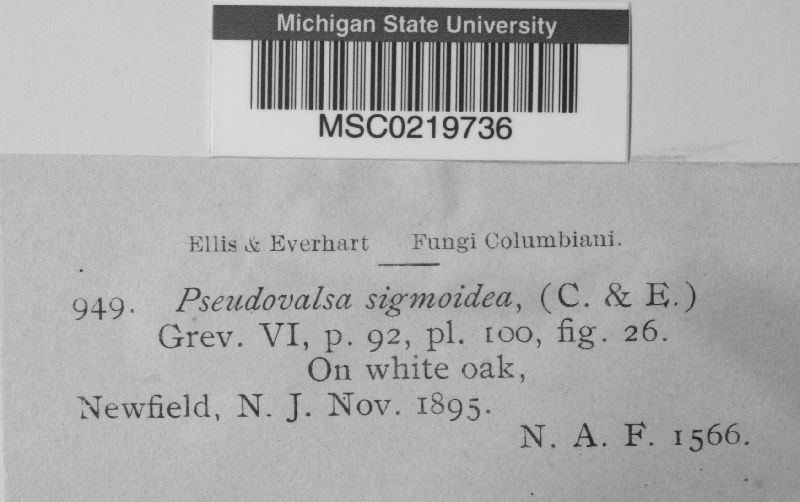 Michigan State University
MSC0219736
Ellis & Everhart Fungi Columbiani.
949. Pseudovalsa sigmoidea, (C. & E.)
Grev. VI, p. 92, pl. 100, fig. 26.
On white oak,
Newfield, N. J. Nov. 1895.
N. A. F. 1566.